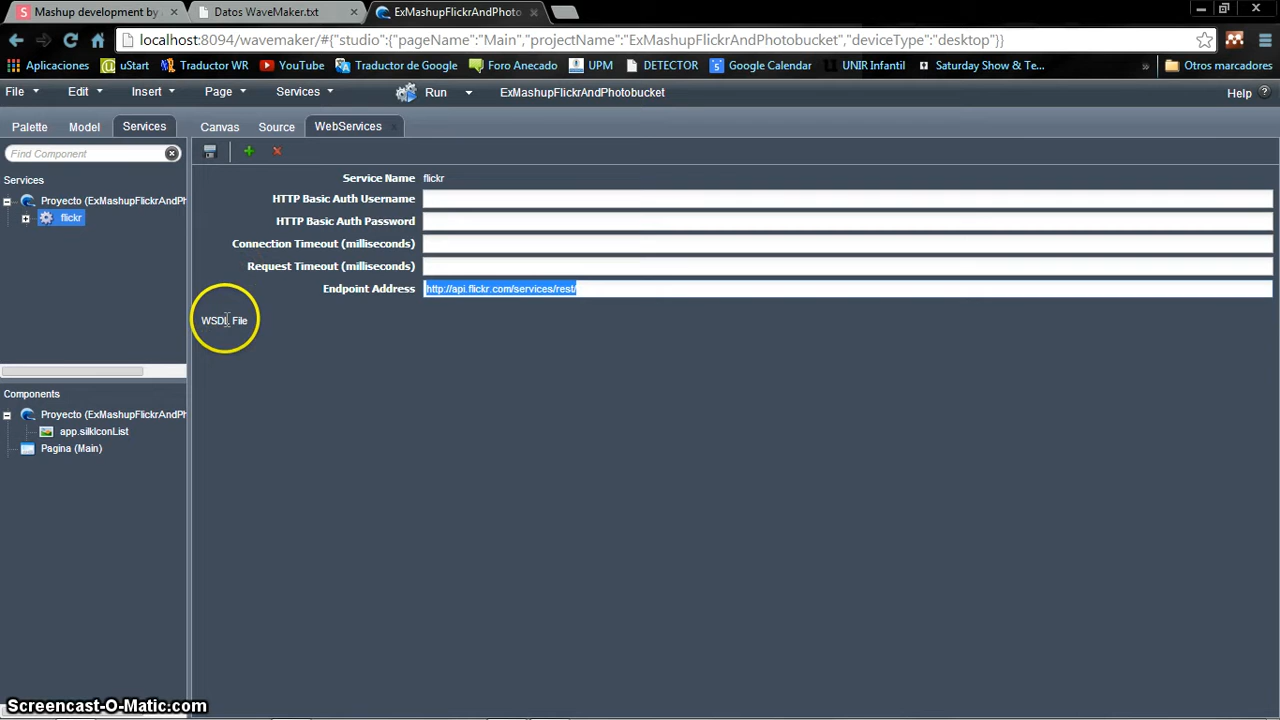 Mashup development by
Datos WaveMaker.txt
ExMashupFlickrAndPhoto
localhost:8094/wavemaker/#{"studio":{"pageName":"Main","projectName":"ExMashupFlickrAndPhotobucket","deviceType":"desktop"}}
Aplicaciones uStart Traductor WR YouTube Traductor de Google Foro Anecado UPM DETECTOR Google Calendar UNIR Infantil Saturday Show & Te... » Otros marcadores
File Edit Insert Page Services Run ExMashupFlickrAndPhotobucket Help
Palette Model Services Canvas Source WebServices
Find Component
Services
Service Name flickr
Proyecto (ExMashupFlickrAndPh
HTTP Basic Auth Username
flickr
HTTP Basic Auth Password
Connection Timeout (milliseconds)
Request Timeout (milliseconds)
Endpoint Address http://api.flickr.com/services/rest/
WSDL File
Components
Proyecto (ExMashupFlickrAndPh
app.silkIconList
Pagina (Main)
Screencast-O-Matic.com